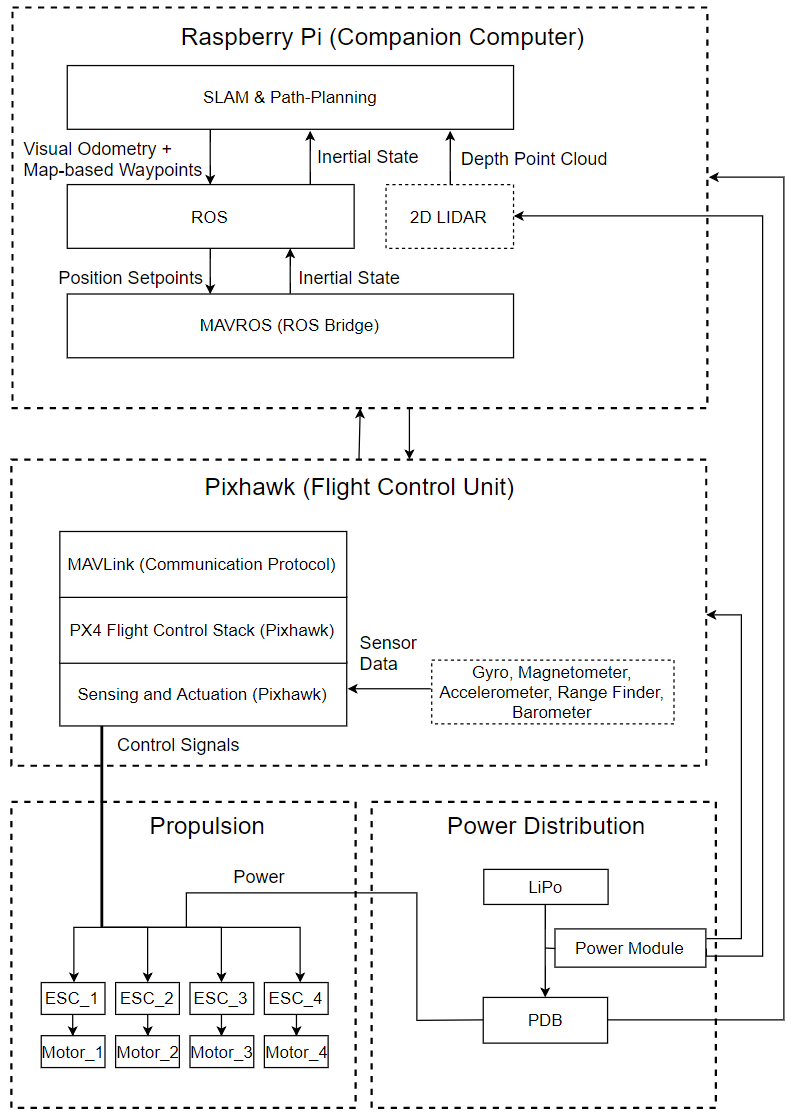 Raspberry Pi (Companion Computer)
SLAM & Path-Planning
Visual Odometry +
Map-based Waypoints
Inertial State
Depth Point Cloud
ROS
2D LIDAR
Position Setpoints
Inertial State
MAVROS (ROS Bridge)
Pixhawk (Flight Control Unit)
MAVLink (Communication Protocol)
PX4 Flight Control Stack (Pixhawk)
Sensing and Actuation (Pixhawk)
Sensor
Data
Gyro, Magnetometer,
Accelerometer, Range Finder,
Barometer
Control Signals
Propulsion
Power
ESC_1
ESC_2
ESC_3
ESC_4
Motor_1
Motor_2
Motor_3
Motor_4
Power Distribution
LiPo
Power Module
PDB